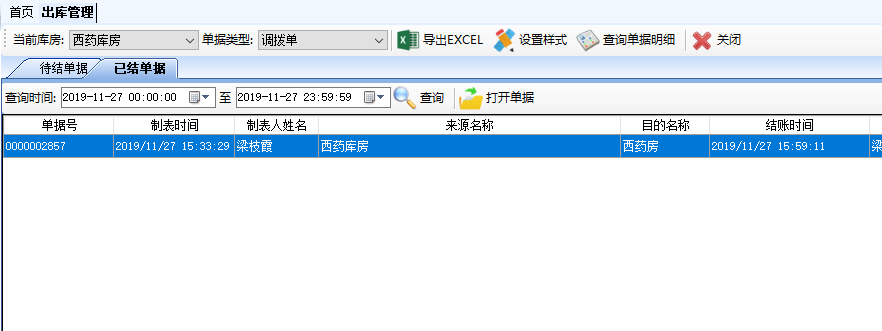 首页 出库管理
当前库房: 西药库房 单据类型: 调拨单 导出EXCEL 设置样式 查询单据明细 关闭
待结单据 已结单据
查询时间: 2019-11-27 00:00:00 至 2019-11-27 23:59:59 查询 打开单据
单据号 制表时间 制表人姓名 来源名称 目的名称 结账时间
0000002857 2019/11/27 15:33:29 梁枝霞 西药库房 西药房 2019/11/27 15:59:11